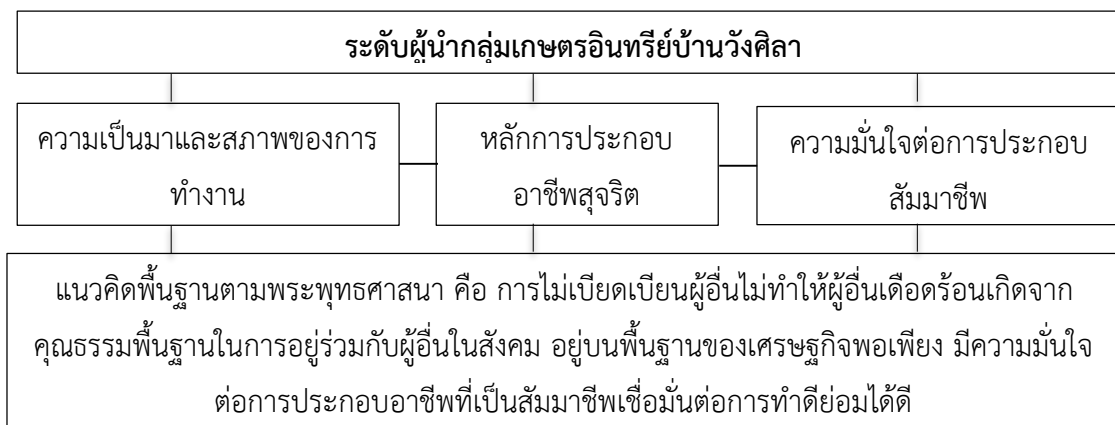 ระดับผู้นำกลุ่มเกษตรอินทรีย์บ้านวังศิลา
ความเป็นมาและสภาพของการ
ทำงาน
หลักการประกอบ
อาชีพสุจริต
ความมั่นใจต่อการประกอบ
สัมมาชีพ
แนวคิดพื้นฐานตามพระพุทธศาสนา คือ การไม่เบียดเบียนผู้อื่นไม่ทำให้ผู้อื่นเดือดร้อนเกิดจาก
คุณธรรมพื้นฐานในการอยู่ร่วมกับผู้อื่นในสังคม อยู่บนพื้นฐานของเศรษฐกิจพอเพียง มีความมั่นใจ
ต่อการประกอบอาชีพที่เป็นสัมมาชีพเชื่อมั่นต่อการทำดีย่อมได้ดี